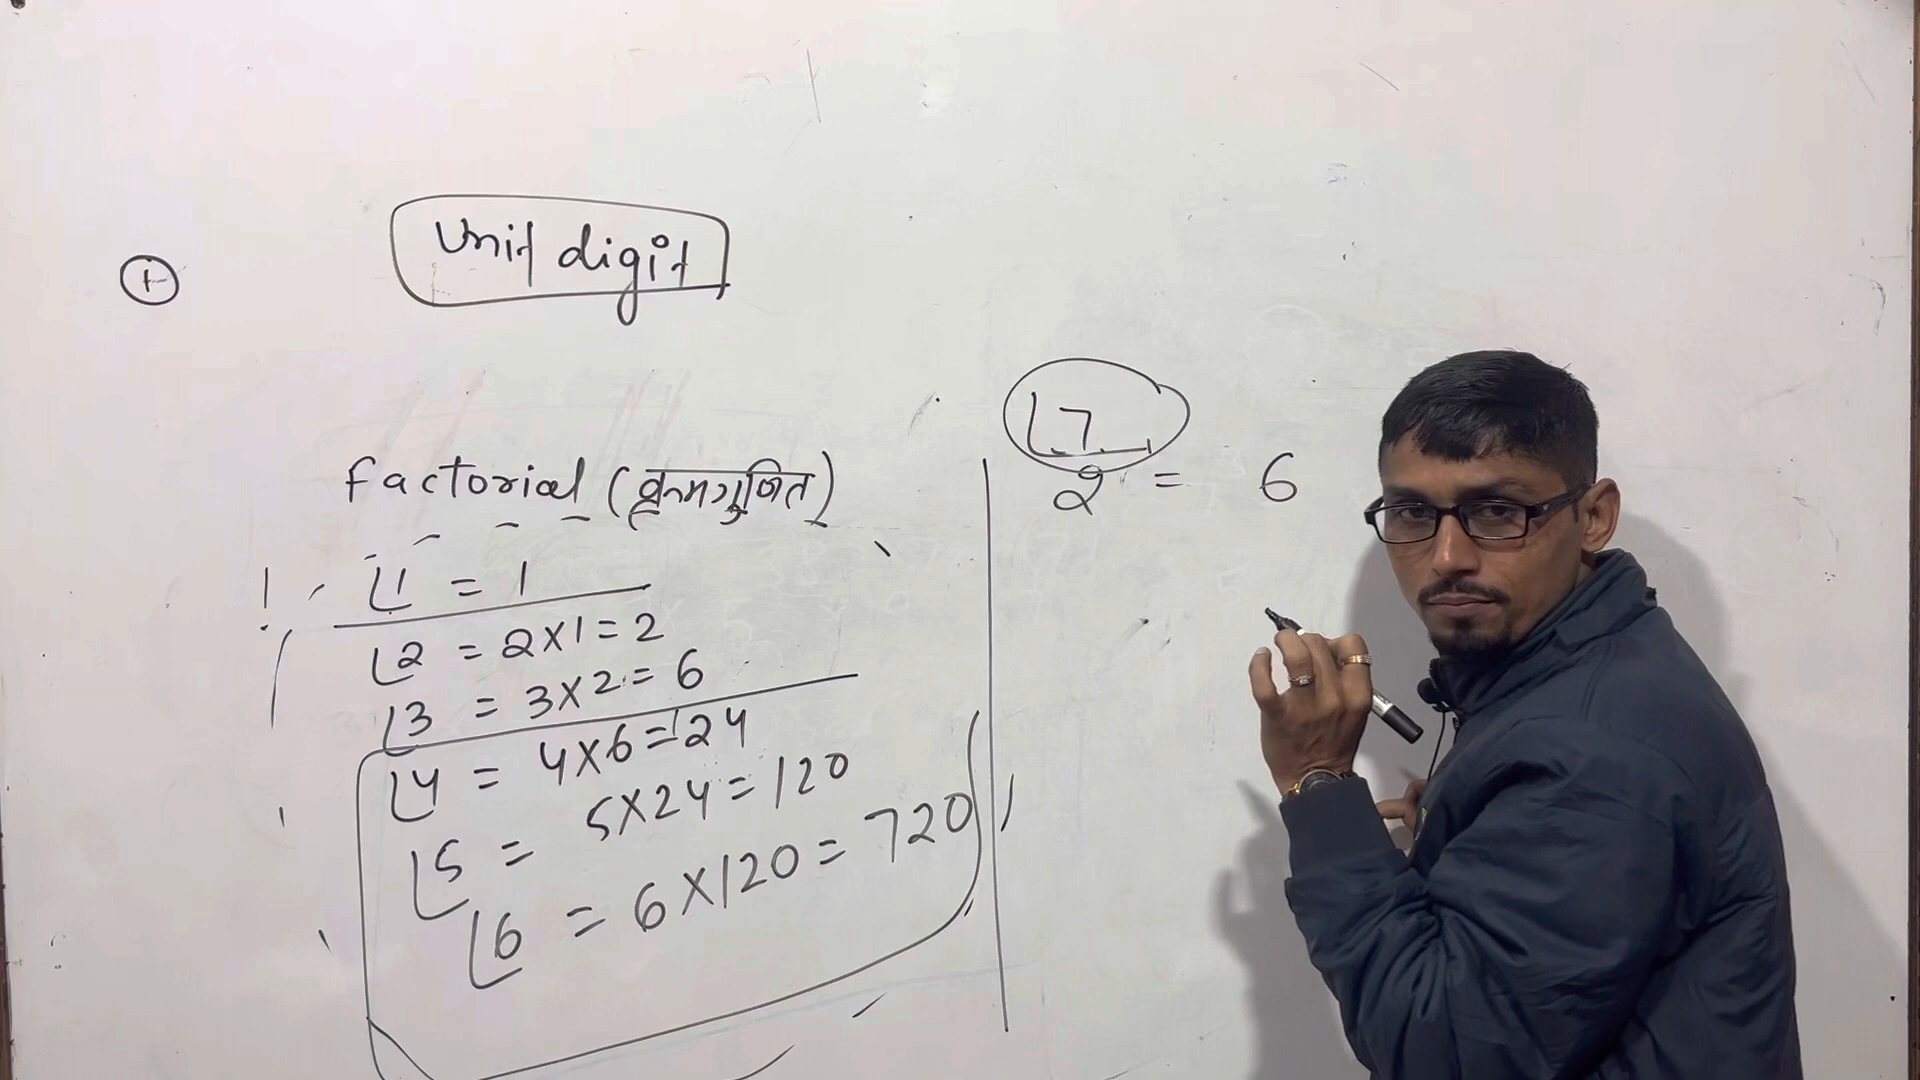 ①
Unit digit
factorial (क्रमगुणित)
! ⌊1 = 1
⌊2 = 2×1=2
⌊3 = 3×2=6
⌊4 = 4×6=24
⌊5 = 5×24=120
⌊6 = 6×120=720
⌊7
2 = 6